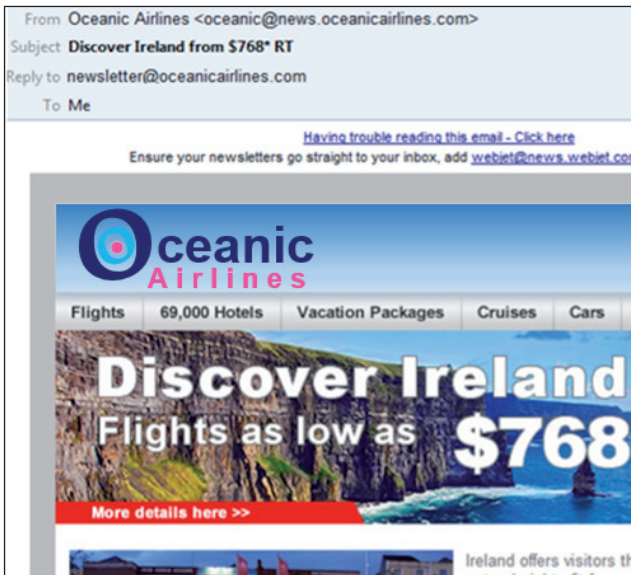 From Oceanic Airlines <oceanic@news.oceanicairlines.com>
Subject Discover Ireland from $768* RT
Reply to newsletter@oceanicairlines.com
To Me
Having trouble reading this email - Click here
Ensure your newsletters go straight to your inbox, add webjet@news.webjet.co
Oceanic
Airlines
Flights 69,000 Hotels Vacation Packages Cruises Cars
Discover Ireland
Flights as low as $768
More details here >>
Ireland offers visitors th